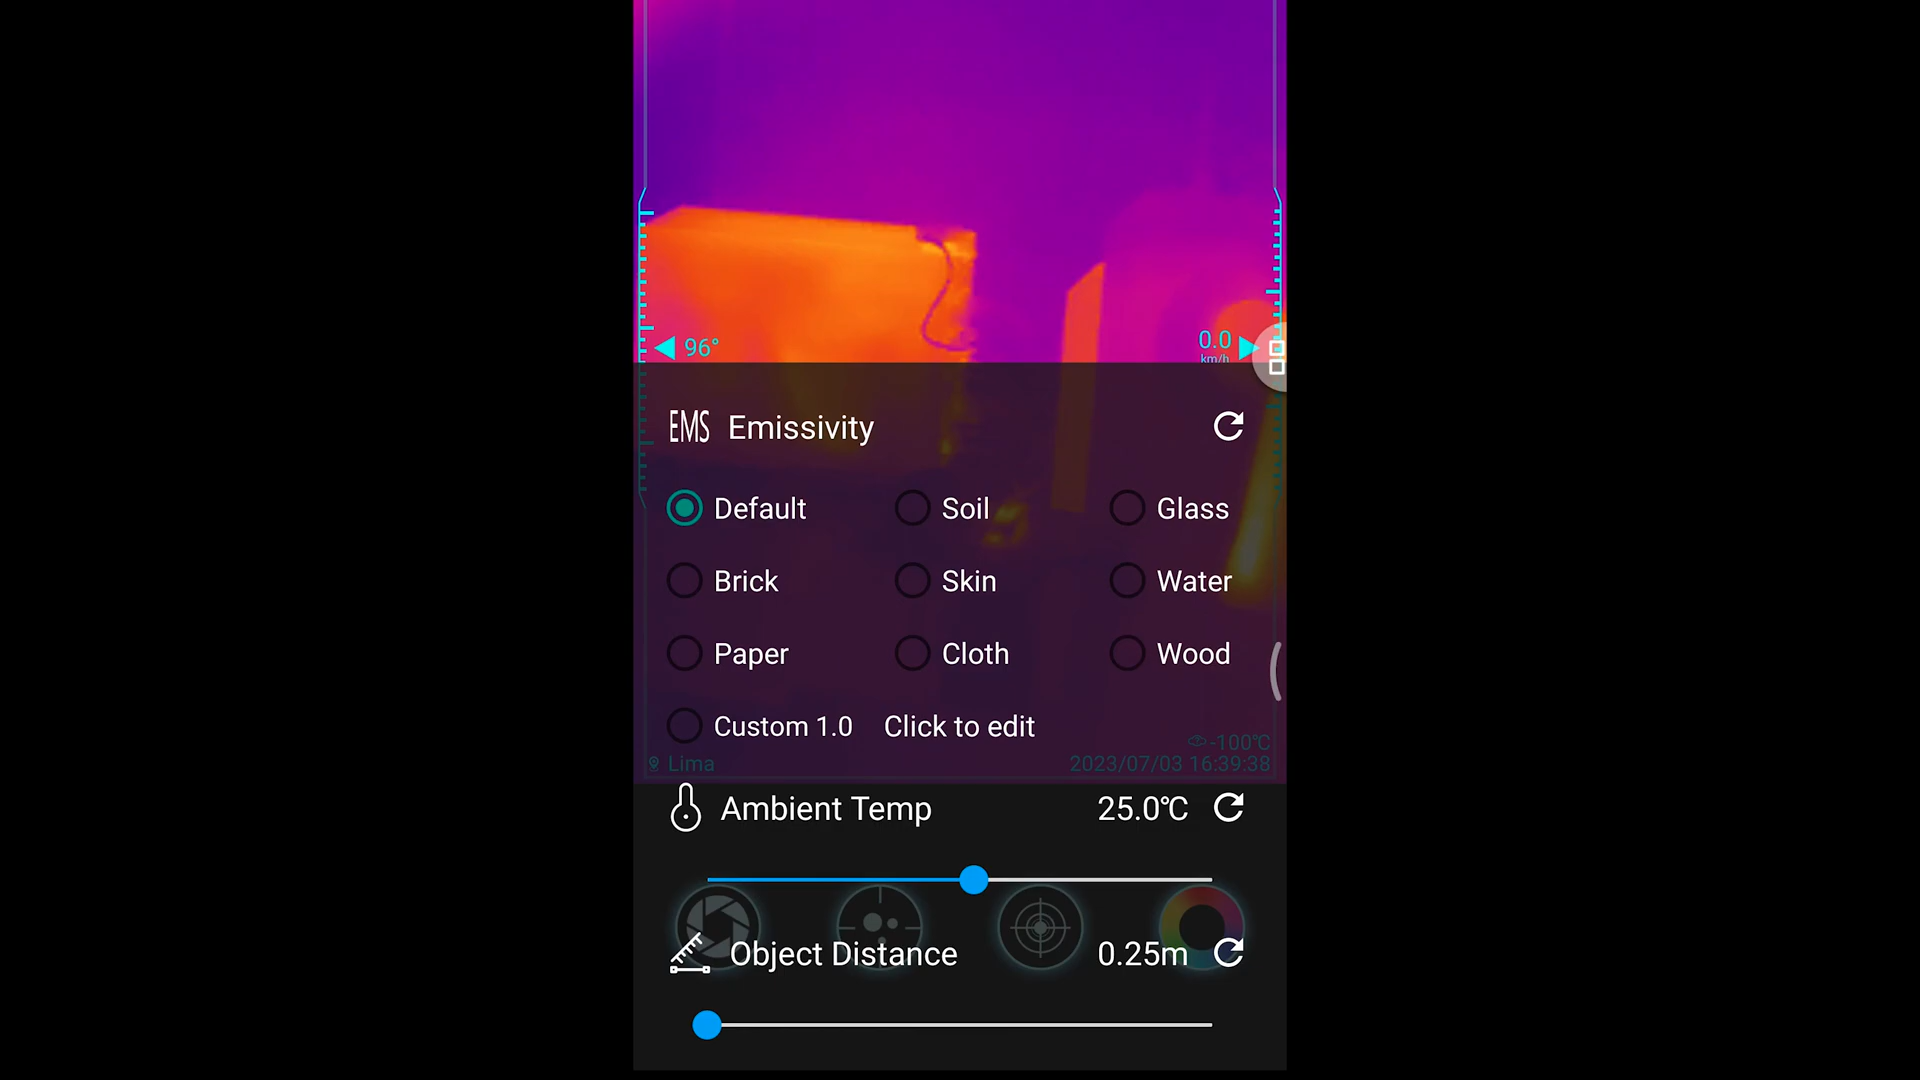 96°
0.0
km/h
EMS Emissivity
Default Soil Glass
Brick Skin Water
Paper Cloth Wood
Custom 1.0 Click to edit
-100℃
Lima 2023/07/03 16:39:38
Ambient Temp 25.0℃
Object Distance 0.25m